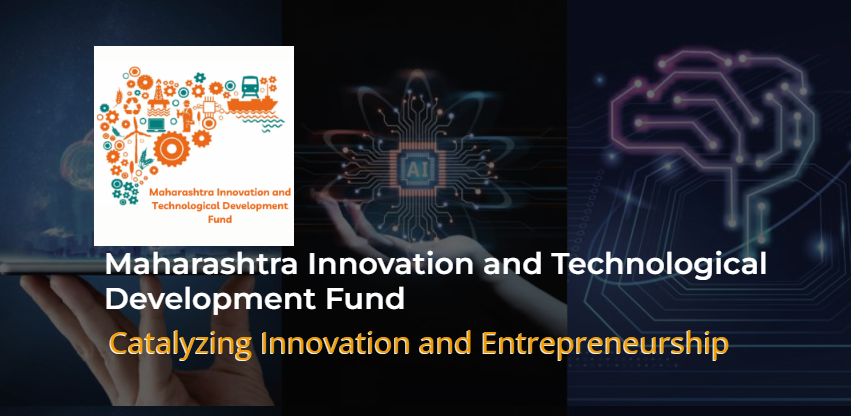 Maharashtra Innovation and
Technological Development
Fund
AI
Maharashtra Innovation and Technological
Development Fund
Catalyzing Innovation and Entrepreneurship